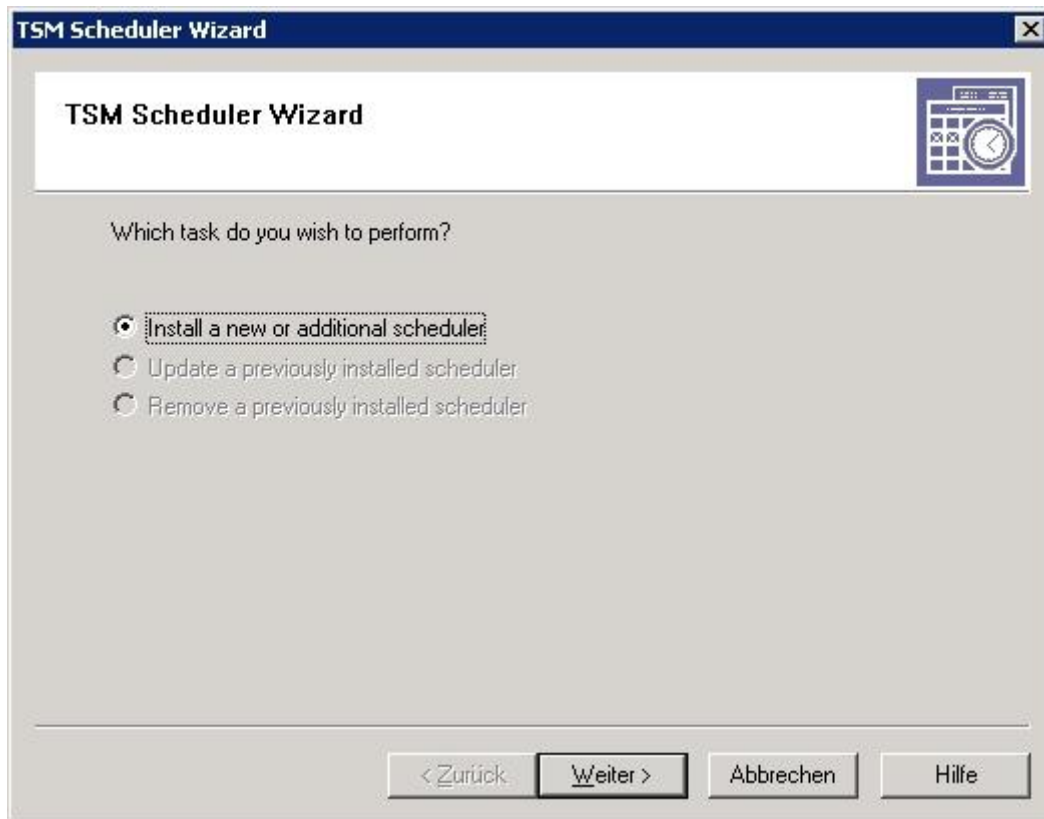 TSM Scheduler Wizard
TSM Scheduler Wizard
Which task do you wish to perform?
Install a new or additional scheduler
Update a previously installed scheduler
Remove a previously installed scheduler
< Zurück
Weiter >
Abbrechen
Hilfe